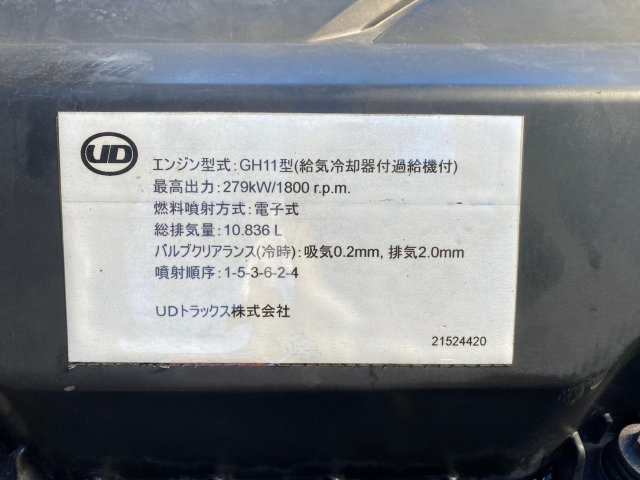 UD
エンジン型式：GH11型(給気冷却器付過給機付)
最高出力：279kW/1800 r.p.m.
燃料噴射方式：電子式
総排気量：10.836 L
バルブクリアランス(冷時)：吸気0.2mm, 排気2.0mm
噴射順序：1-5-3-6-2-4
UDトラックス株式会社
21524420